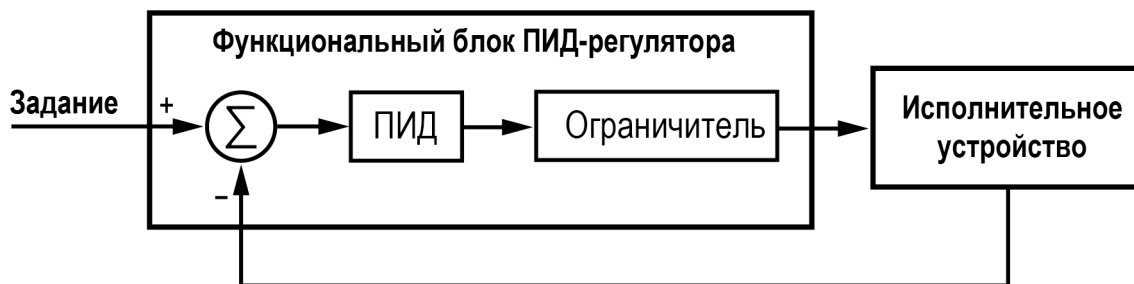 Функциональный блок ПИД-регулятора
Задание
+
Σ
ПИД
Ограничитель
Исполнительное
устройство
−